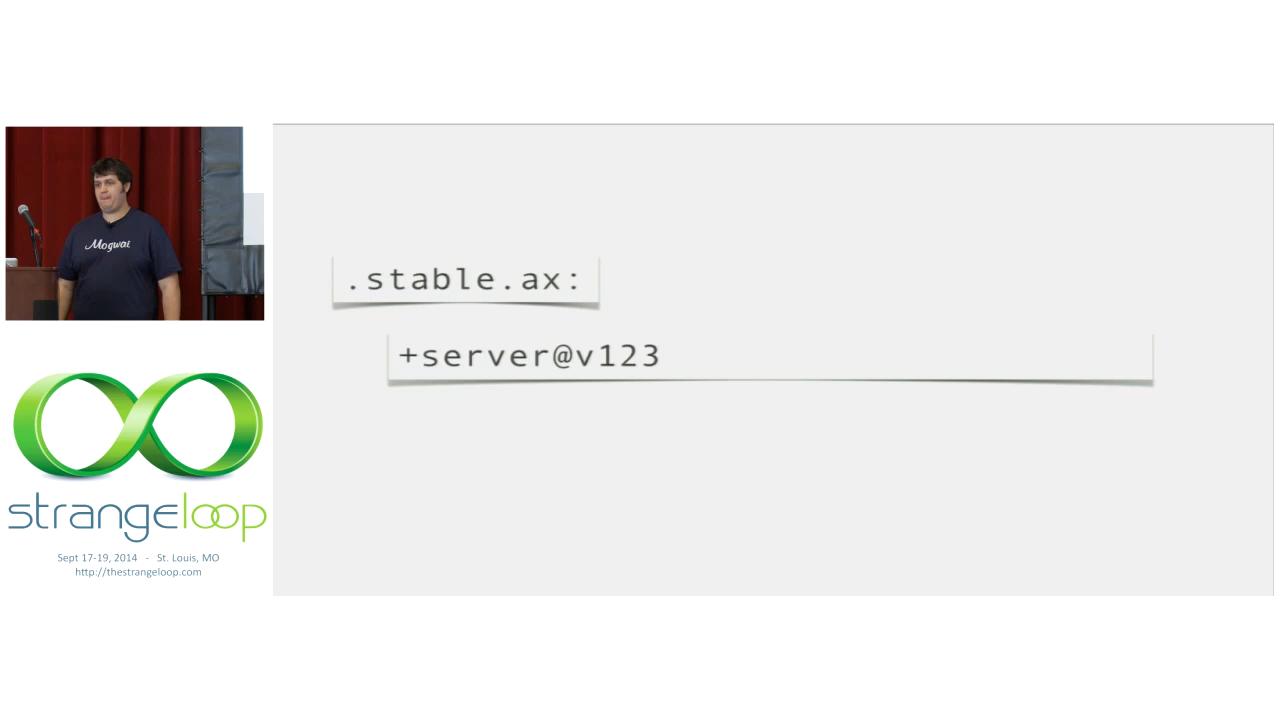 Mogwai
.stable.ax:
+server@v123
strangeloop
Sept 17-19, 2014 - St. Louis, MO
http://thestrangeloop.com